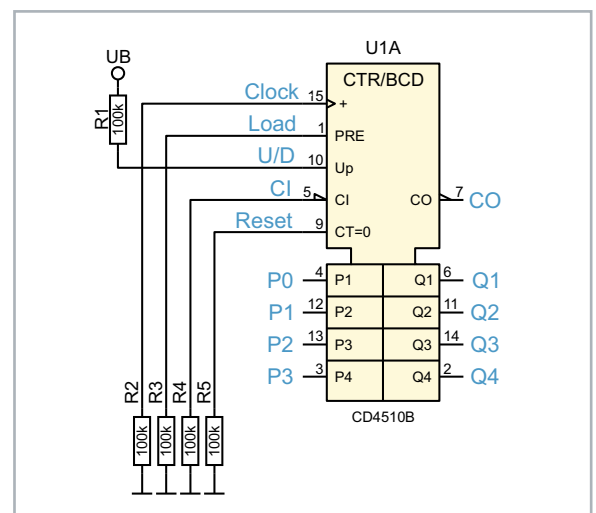 U1A
UB
CTR/BCD
R1
100k
Clock 15 +
Load 1 PRE
U/D 10 Up
CI 5 CI CO 7 CO
Reset 9 CT=0
P0 4 P1 Q1 6 Q1
P1 12 P2 Q2 11 Q2
P2 13 P3 Q3 14 Q3
P3 3 P4 Q4 2 Q4
R2 R3 R4 R5
CD4510B
100k 100k 100k 100k